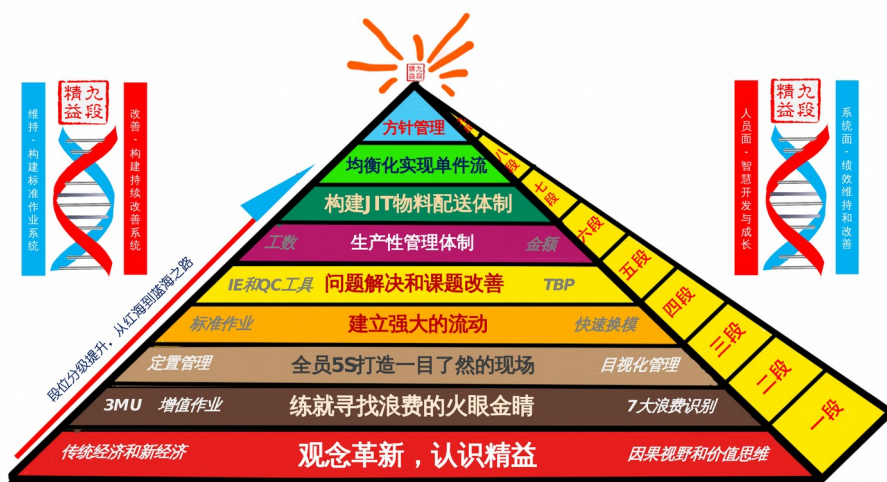 精九
益段
维持-构建标准作业系统
精九
益段
改善-构建持续改善系统
段位分级提升，从红海到蓝海之路
方针管理
均衡化实现单件流
八段
构建JIT物料配送体制
七段
工数 生产性管理体制 金额
六段
IE和QC工具 问题解决和课题改善 TBP
五段
标准作业 建立强大的流动 快速换模
四段
定置管理 全员5S打造一目了然的现场 目视化管理
三段
3MU 增值作业 练就寻找浪费的火眼金睛 7大浪费识别
二段
传统经济和新经济 观念革新，认识精益 因果视野和价值思维
一段
人员面-智慧开发与成长
精九
益段
系统面-绩效维持和改善